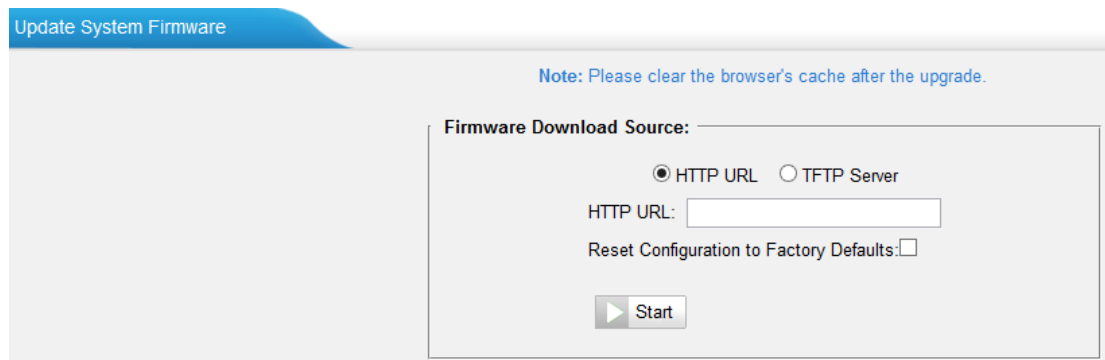 Update System Firmware
Note: Please clear the browser's cache after the upgrade.
Firmware Download Source:
HTTP URL TFTP Server
HTTP URL:
Reset Configuration to Factory Defaults:
Start